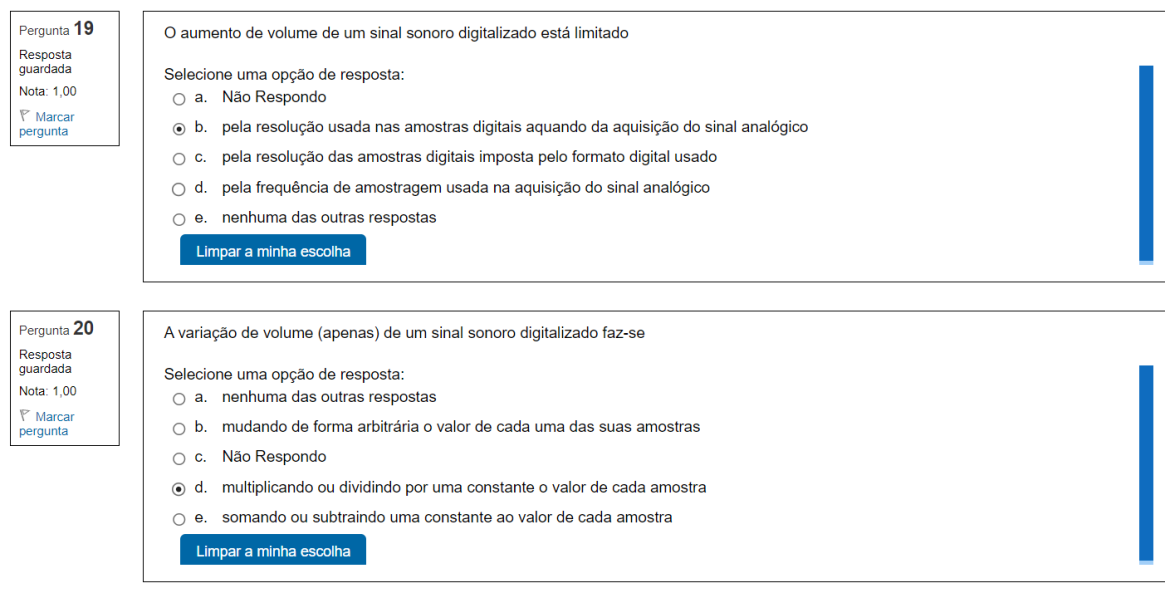 Pergunta 19
Resposta
guardada
Nota: 1,00
Marcar
pergunta
O aumento de volume de um sinal sonoro digitalizado está limitado
Selecione uma opção de resposta:
a. Não Respondo
b. pela resolução usada nas amostras digitais aquando da aquisição do sinal analógico
c. pela resolução das amostras digitais imposta pelo formato digital usado
d. pela frequência de amostragem usada na aquisição do sinal analógico
e. nenhuma das outras respostas
Limpar a minha escolha
Pergunta 20
Resposta
guardada
Nota: 1,00
Marcar
pergunta
A variação de volume (apenas) de um sinal sonoro digitalizado faz-se
Selecione uma opção de resposta:
a. nenhuma das outras respostas
b. mudando de forma arbitrária o valor de cada uma das suas amostras
c. Não Respondo
d. multiplicando ou dividindo por uma constante o valor de cada amostra
e. somando ou subtraindo uma constante ao valor de cada amostra
Limpar a minha escolha